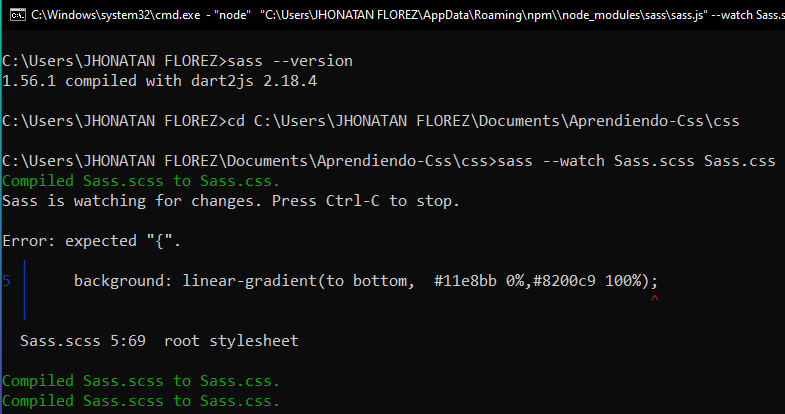 C:\Windows\system32\cmd.exe - "node" "C:\Users\JHONATAN FLOREZ\AppData\Roaming\npm\\node_modules\sass\sass.js" --watch Sass.s
C:\Users\JHONATAN FLOREZ>sass --version
1.56.1 compiled with dart2js 2.18.4
C:\Users\JHONATAN FLOREZ>cd C:\Users\JHONATAN FLOREZ\Documents\Aprendiendo-Css\css
C:\Users\JHONATAN FLOREZ\Documents\Aprendiendo-Css\css>sass --watch Sass.scss Sass.css
Compiled Sass.scss to Sass.css.
Sass is watching for changes. Press Ctrl-C to stop.
Error: expected "{".
5 │ background: linear-gradient(to bottom,  #11e8bb 0%,#8200c9 100%);
^
Sass.scss 5:69  root stylesheet
Compiled Sass.scss to Sass.css.
Compiled Sass.scss to Sass.css.